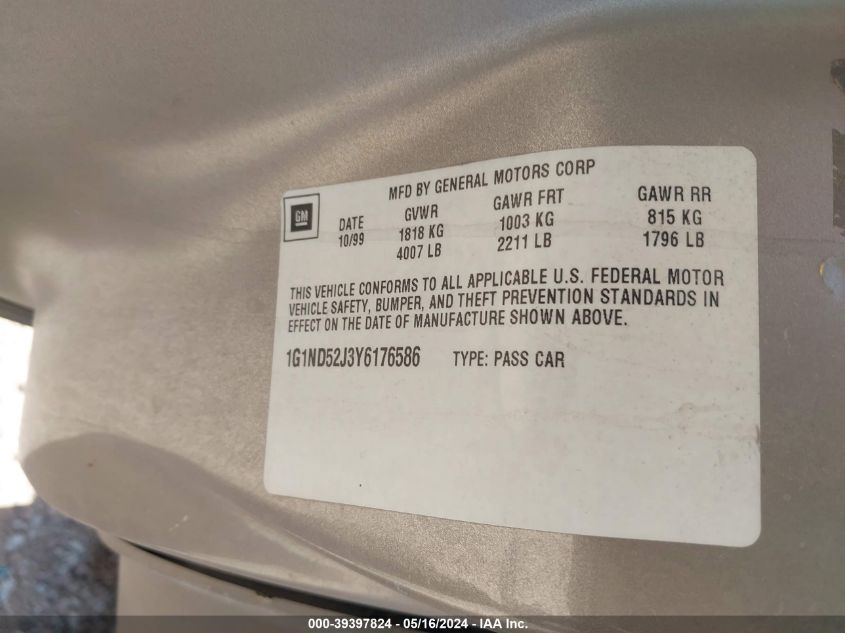 MFD BY GENERAL MOTORS CORP
GM
DATE GVWR GAWR FRT GAWR RR
10/99 1818 KG 1003 KG 815 KG
4007 LB 2211 LB 1796 LB
THIS VEHICLE CONFORMS TO ALL APPLICABLE U.S. FEDERAL MOTOR
VEHICLE SAFETY, BUMPER, AND THEFT PREVENTION STANDARDS IN
EFFECT ON THE DATE OF MANUFACTURE SHOWN ABOVE.
1G1ND52J3Y6176586 TYPE: PASS CAR
000-39397824 - 05/16/2024 - IAA Inc.